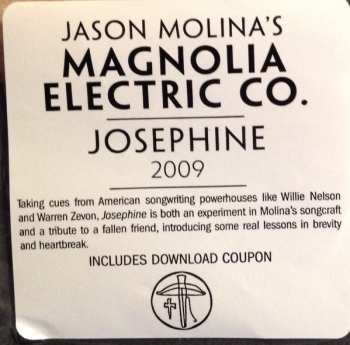 JASON MOLINA'S
MAGNOLIA
ELECTRIC CO.
JOSEPHINE
2009
Taking cues from American songwriting powerhouses like Willie Nelson
and Warren Zevon, Josephine is both an experiment in Molina's songcraft
and a tribute to a fallen friend, introducing some real lessons in brevity
and heartbreak.
INCLUDES DOWNLOAD COUPON